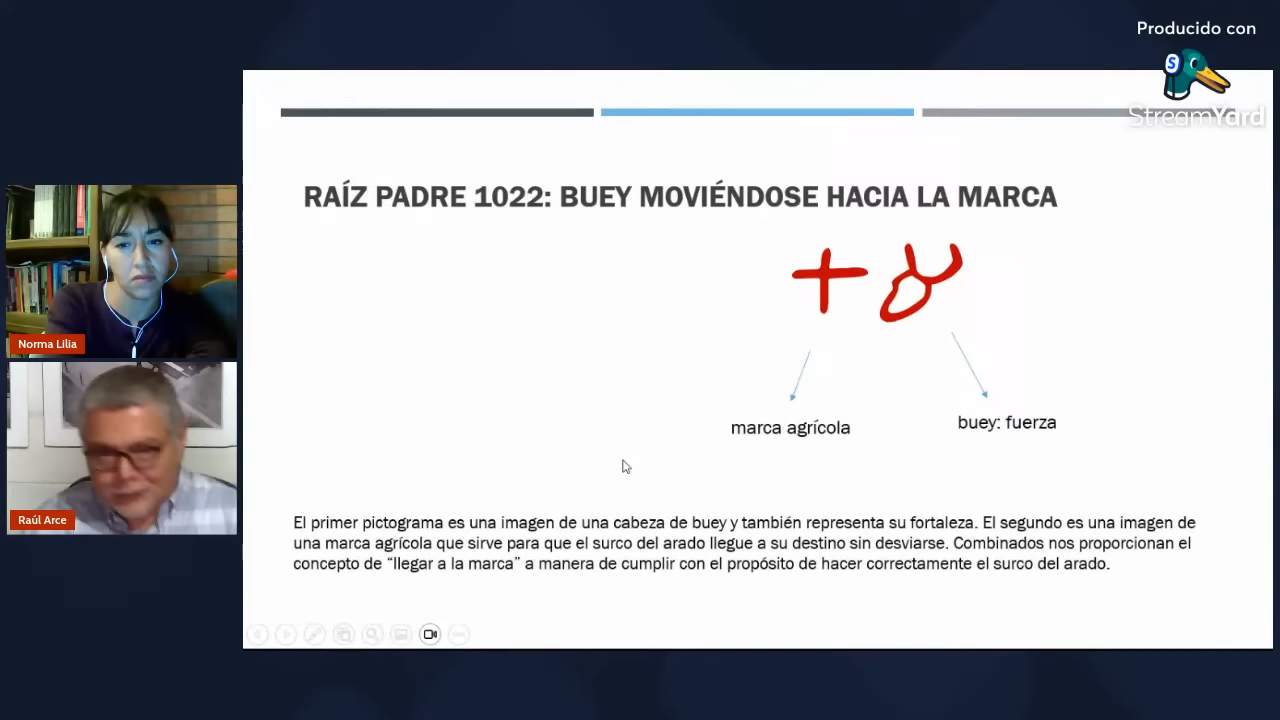 Producido con
StreamYard
RAÍZ PADRE 1022: BUEY MOVIÉNDOSE HACIA LA MARCA
marca agrícola
buey: fuerza
Norma Lilia
Raúl Arce
El primer pictograma es una imagen de una cabeza de buey y también representa su fortaleza. El segundo es una imagen de
una marca agrícola que sirve para que el surco del arado llegue a su destino sin desviarse. Combinados nos proporcionan el
concepto de “llegar a la marca” a manera de cumplir con el propósito de hacer correctamente el surco del arado.